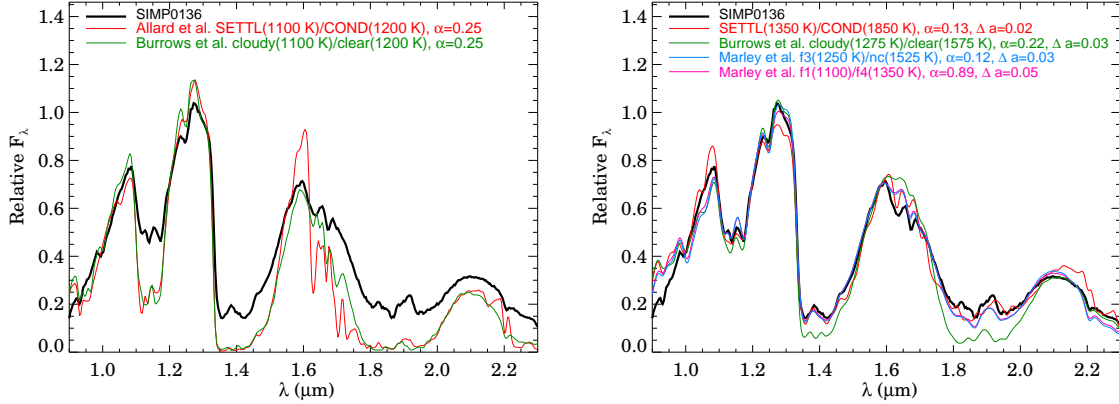 SIMP0136
Allard et al. SETTL(1100 K)/COND(1200 K), α=0.25
Burrows et al. cloudy(1100 K)/clear(1200 K), α=0.25
1.4
1.2
1.0
0.8
0.6
0.4
0.2
0.0
Relative Fλ
1.0 1.2 1.4 1.6 1.8 2.0 2.2
λ (μm)
SIMP0136
SETTL(1350 K)/COND(1850 K), α=0.13, Δ a=0.02
Burrows et al. cloudy(1275 K)/clear(1575 K), α=0.22, Δ a=0.03
Marley et al. f3(1250 K)/nc(1525 K), α=0.12, Δ a=0.03
Marley et al. f1(1100)/f4(1350 K), α=0.89, Δ a=0.05
1.4
1.2
1.0
0.8
0.6
0.4
0.2
0.0
Relative Fλ
1.0 1.2 1.4 1.6 1.8 2.0 2.2
λ (μm)